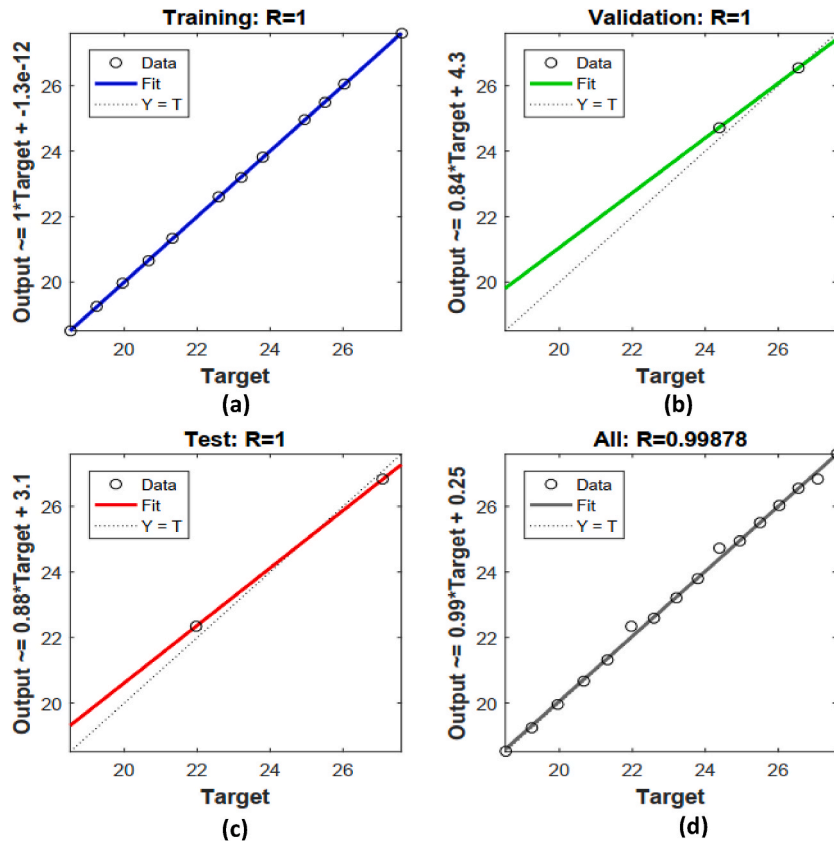 Training: R=1
Output ~= 1*Target + -1.3e-12
Data
Fit
Y = T
26
24
22
20
20
22
24
26
Target
(a)
Validation: R=1
Output ~= 0.84*Target + 4.3
Data
Fit
Y = T
26
24
22
20
20
22
24
26
Target
(b)
Test: R=1
Output ~= 0.88*Target + 3.1
Data
Fit
Y = T
26
24
22
20
20
22
24
26
Target
(c)
All: R=0.99878
Output ~= 0.99*Target + 0.25
Data
Fit
Y = T
26
24
22
20
20
22
24
26
Target
(d)